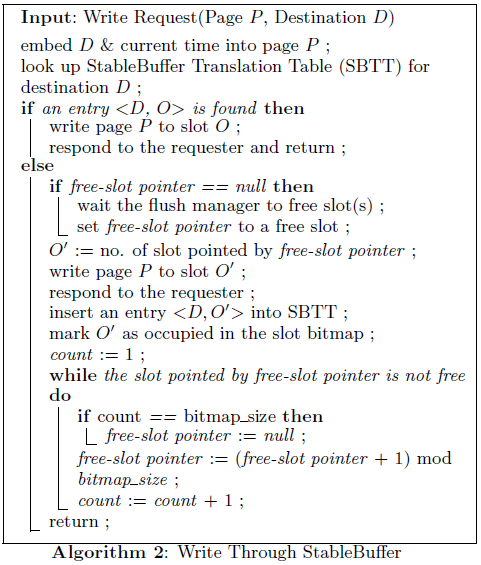 Input: Write Request(Page P, Destination D)
embed D & current time into page P ;
look up StableBuffer Translation Table (SBTT) for
destination D ;
if an entry <D, O> is found then
write page P to slot O ;
respond to the requester and return ;
else
if free-slot pointer == null then
wait the flush manager to free slot(s) ;
set free-slot pointer to a free slot ;
O′ := no. of slot pointed by free-slot pointer ;
write page P to slot O′ ;
respond to the requester ;
insert an entry <D, O′> into SBTT ;
mark O′ as occupied in the slot bitmap ;
count := 1 ;
while the slot pointed by free-slot pointer is not free
do
if count == bitmap_size then
free-slot pointer := null ;
free-slot pointer := (free-slot pointer + 1) mod
bitmap_size ;
count := count + 1 ;
return ;
Algorithm 2: Write Through StableBuffer